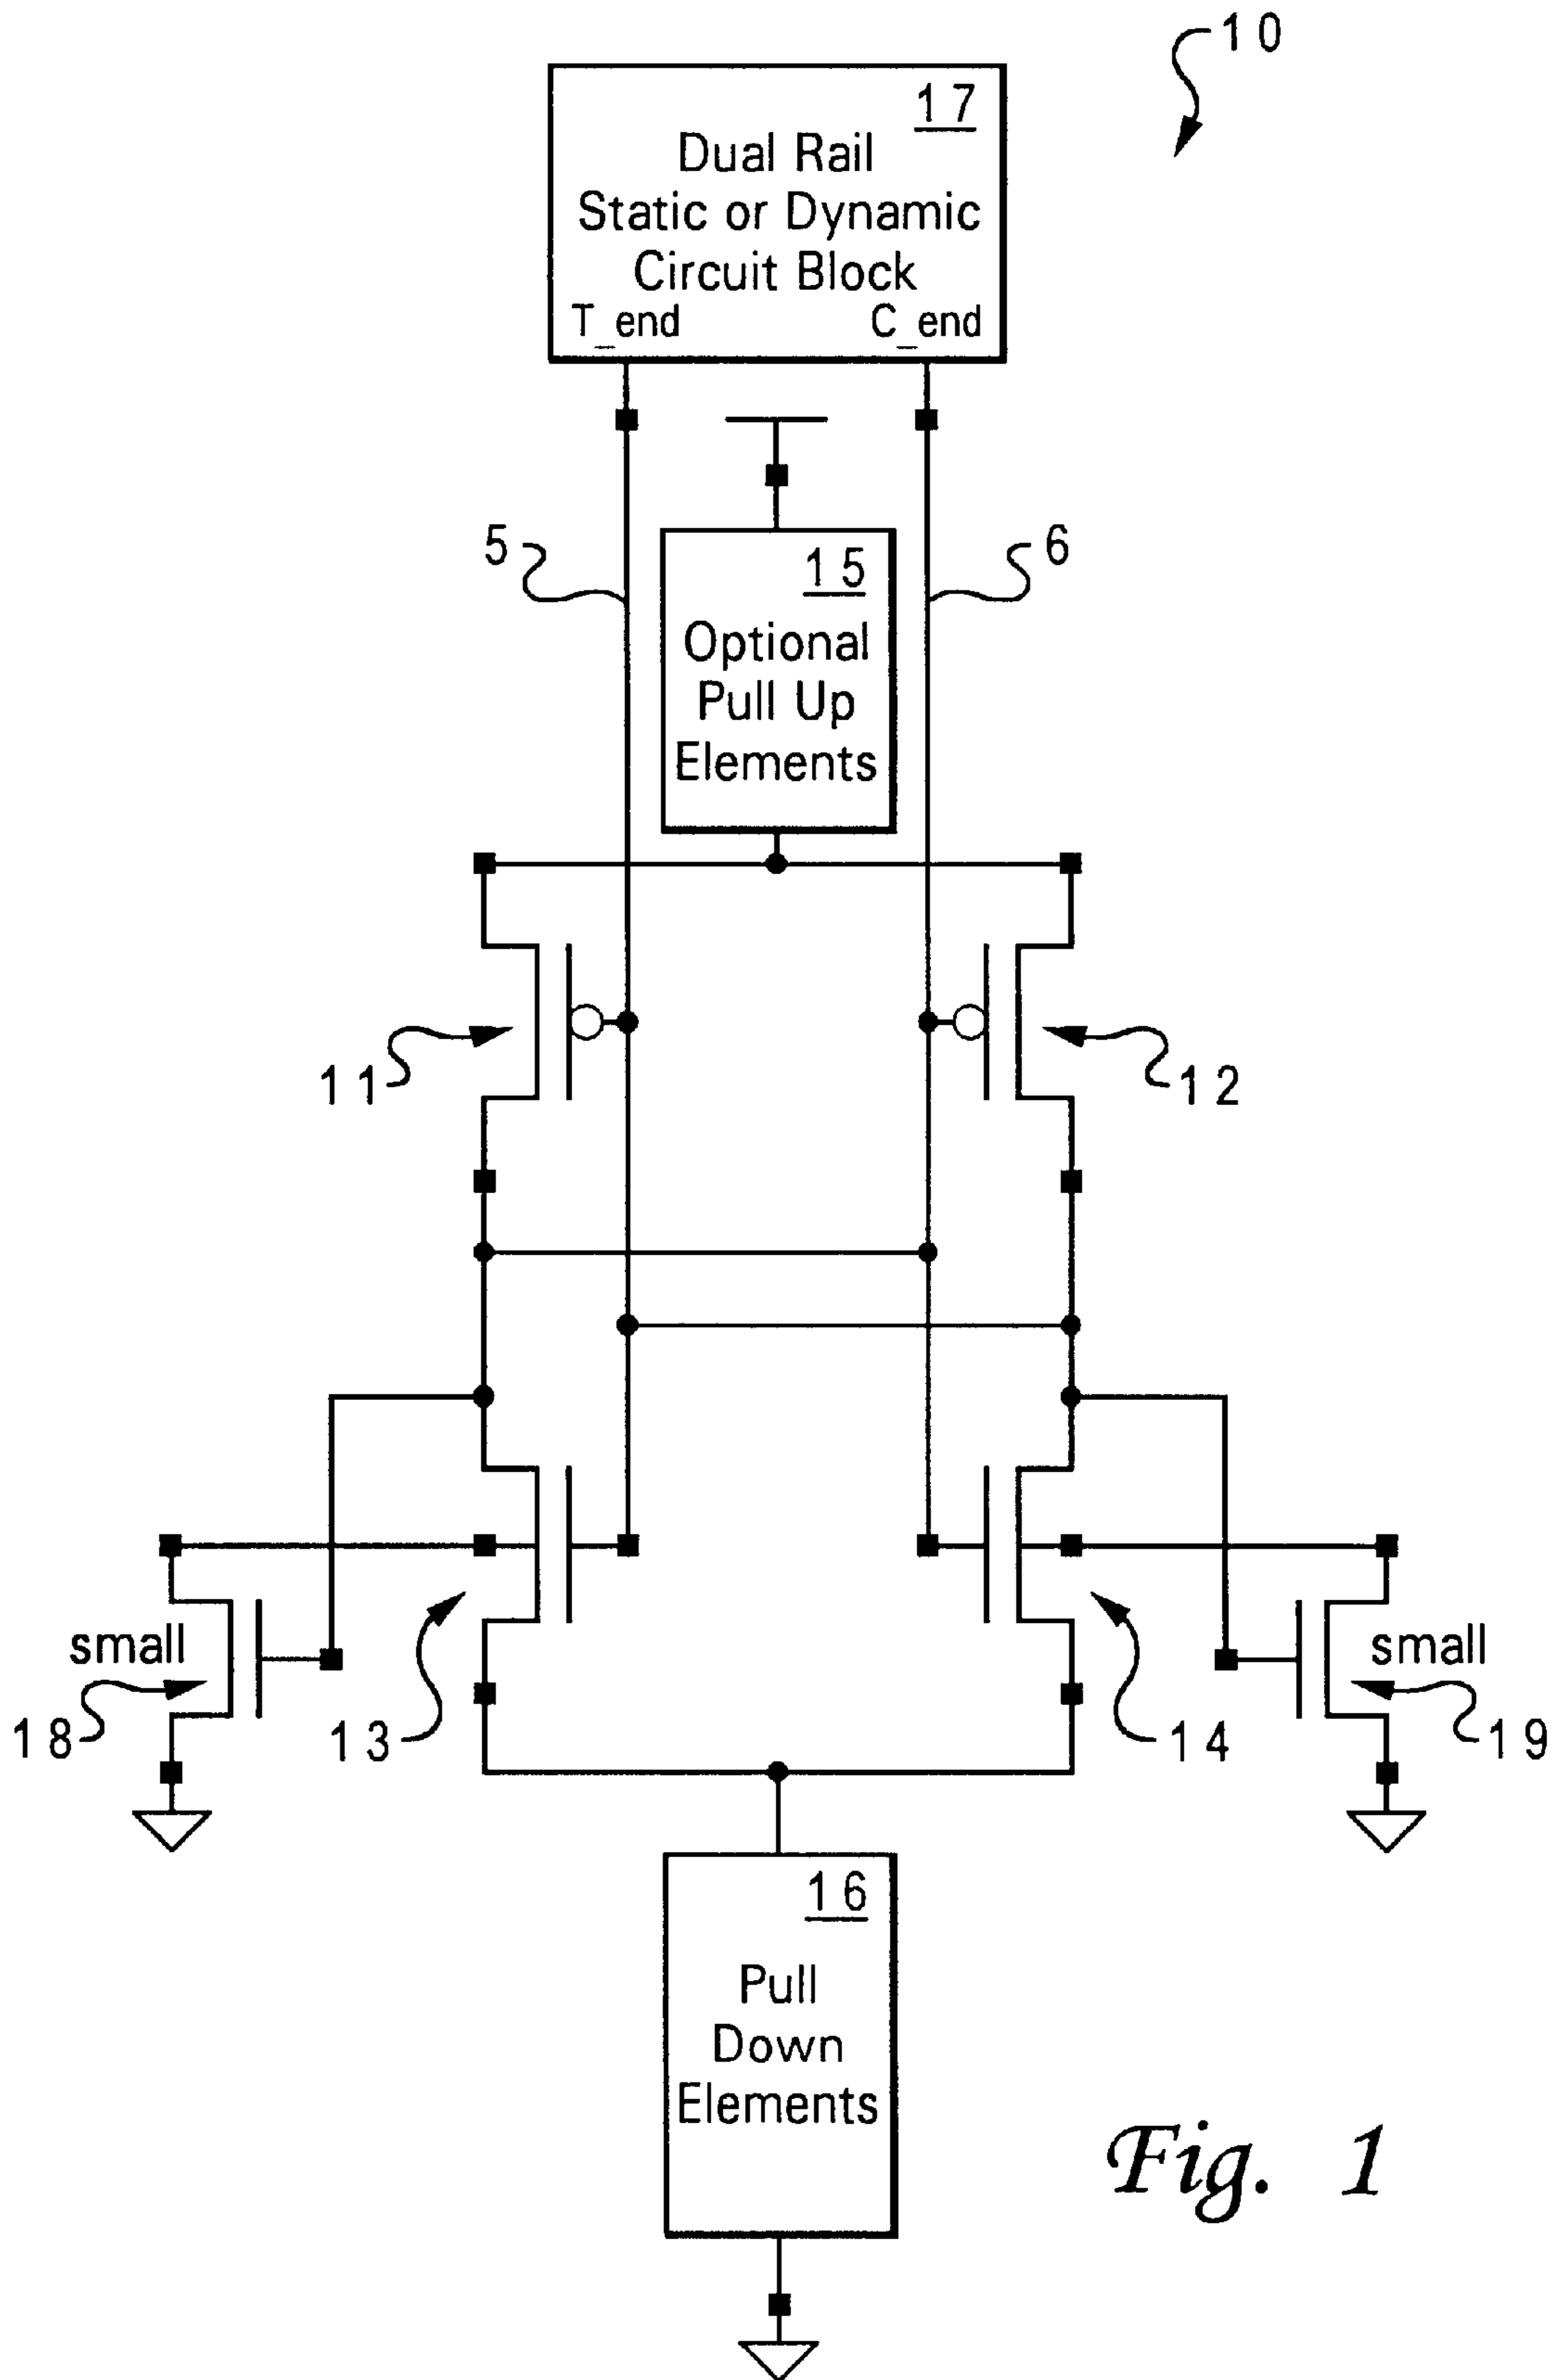 10
17
Dual Rail
Static or Dynamic
Circuit Block
T_end C_end
5
6
15
Optional
Pull Up
Elements
11
12
small
small
18
13
14
19
16
Pull
Down
Elements
Fig. 1